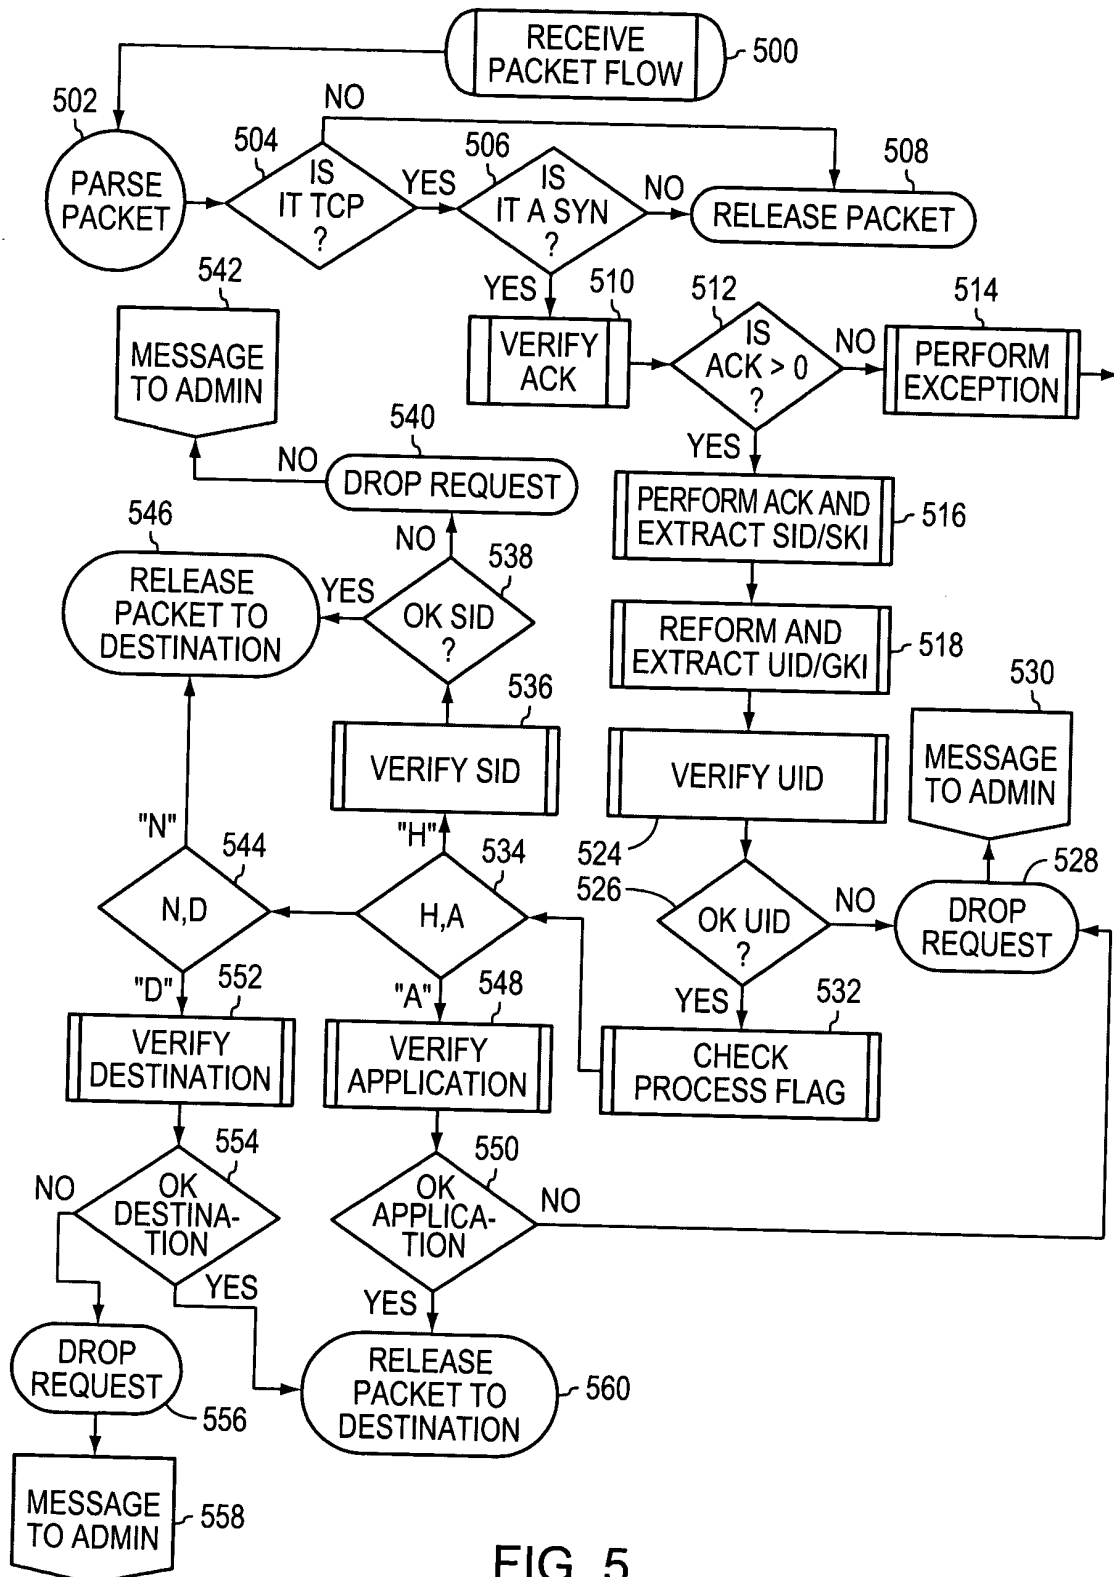 RECEIVE
PACKET FLOW
500
502
PARSE
PACKET
504
IS
IT TCP
?
NO
YES
506
IS
IT A SYN
?
NO
508
RELEASE PACKET
YES
510
VERIFY
ACK
512
IS
ACK > 0
?
NO
514
PERFORM
EXCEPTION
542
MESSAGE
TO ADMIN
NO
540
DROP REQUEST
YES
PERFORM ACK AND
EXTRACT SID/SKI
516
546
RELEASE
PACKET TO
DESTINATION
YES
NO
538
OK SID
?
REFORM AND
EXTRACT UID/GKI
518
536
VERIFY SID
VERIFY UID
524
530
MESSAGE
TO ADMIN
"N"
544
N,D
"H"
534
H,A
526
OK UID
?
NO
528
DROP
REQUEST
"D"
552
VERIFY
DESTINATION
"A"
548
VERIFY
APPLICATION
YES
532
CHECK
PROCESS FLAG
NO
554
OK
DESTINA-
TION
YES
550
OK
APPLICA-
TION
NO
YES
DROP
REQUEST
556
RELEASE
PACKET TO
DESTINATION
560
MESSAGE
TO ADMIN
558
FIG. 5